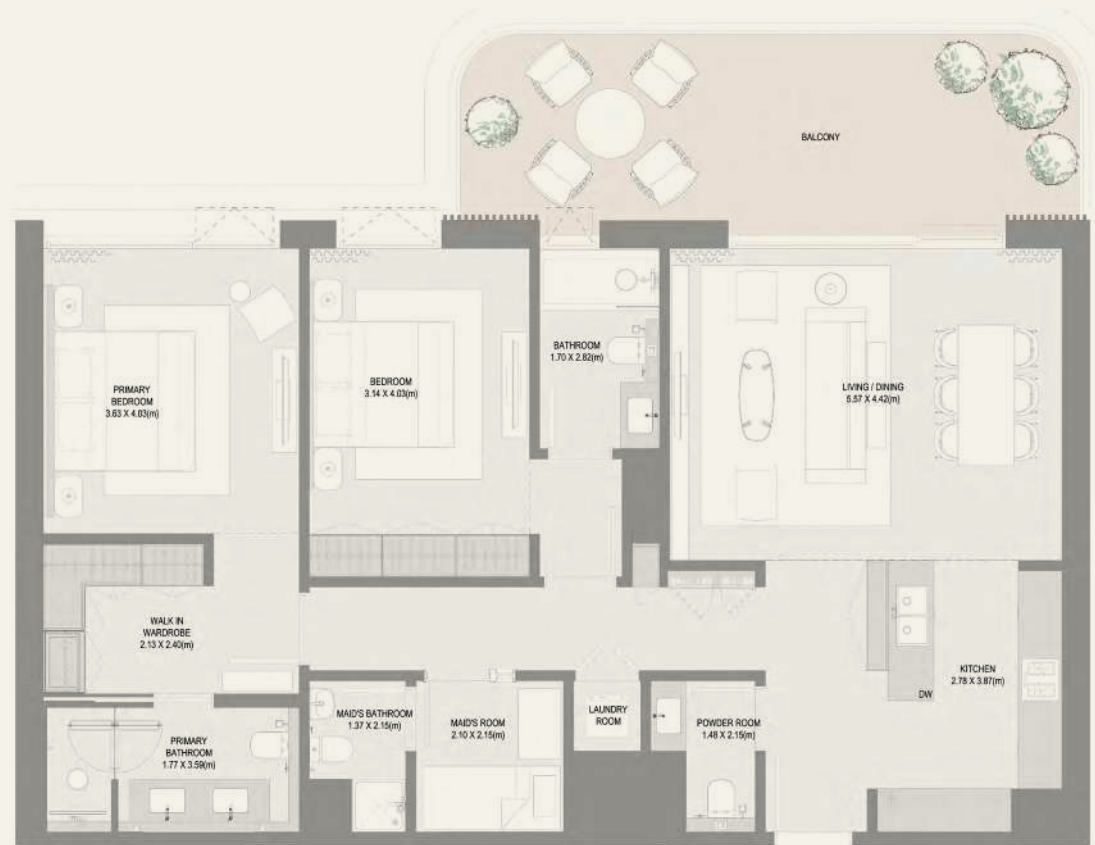 BALCONY
PRIMARY
BEDROOM
3.63 X 4.03(m)
BEDROOM
3.14 X 4.03(m)
BATHROOM
1.70 X 2.82(m)
LIVING / DINING
5.57 X 4.42(m)
WALK IN
WARDROBE
2.13 X 2.40(m)
KITCHEN
2.78 X 3.87(m)
DW
MAID'S BATHROOM
1.37 X 2.15(m)
MAID'S ROOM
2.10 X 2.15(m)
LAUNDRY
ROOM
POWDER ROOM
1.48 X 2.15(m)
PRIMARY
BATHROOM
1.77 X 3.59(m)